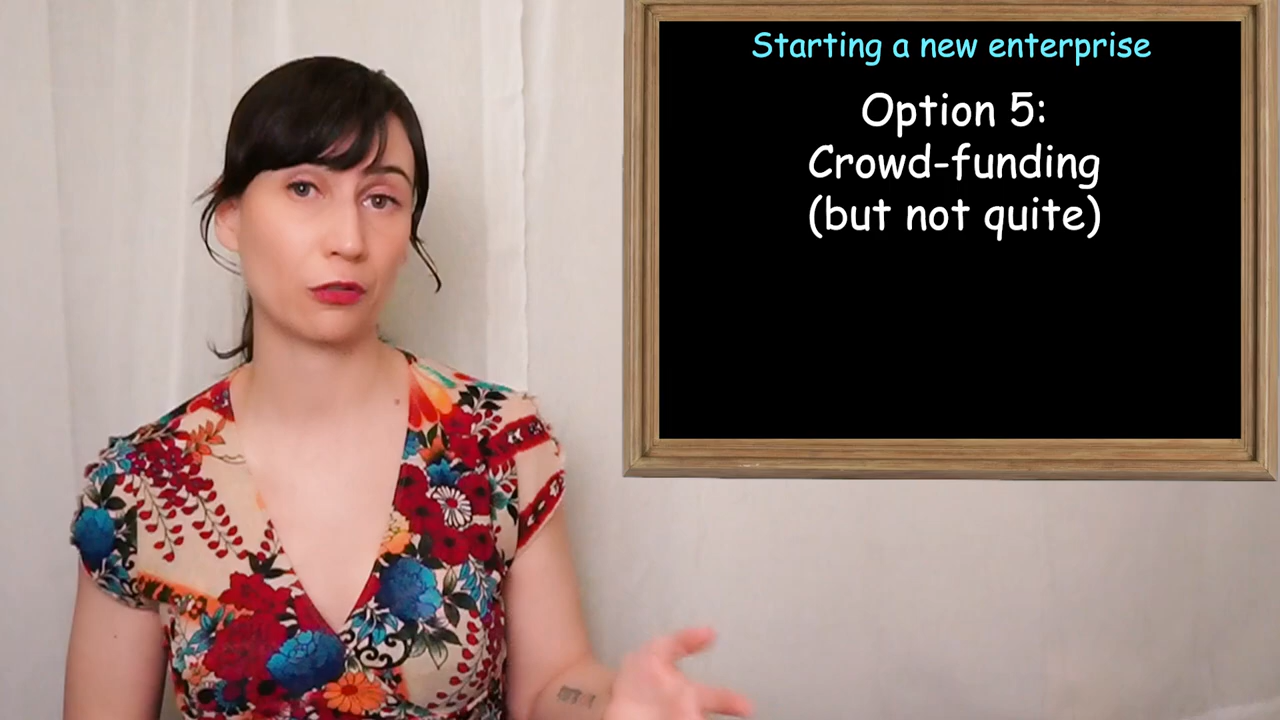 Starting a new enterprise
Option 5:
Crowd-funding
(but not quite)